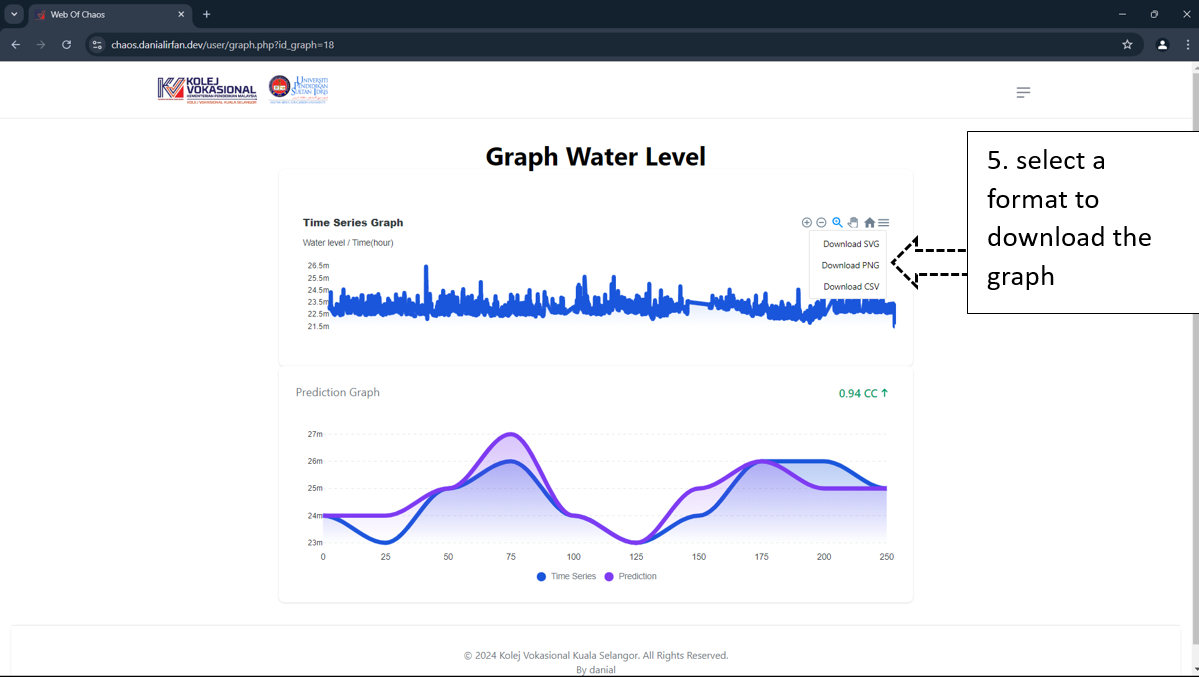 Web Of Chaos
chaos.danialirfan.dev/user/graph.php?id_graph=18
KOLEJ
VOKASIONAL
KEMENTERIAN PENDIDIKAN MALAYSIA
KOLEJ VOKASIONAL KUALA SELANGOR
UNIVERSITI
PENDIDIKAN
SULTAN IDRIS
Graph Water Level
5. select a
format to
download the
graph
Time Series Graph
Water level / Time(hour)
Download SVG
Download PNG
Download CSV
26.5m
25.5m
24.5m
23.5m
22.5m
21.5m
Prediction Graph
0.94 CC ↑
27m
26m
25m
24m
23m
0 25 50 75 100 125 150 175 200 250
Time Series Prediction
© 2024 Kolej Vokasional Kuala Selangor. All Rights Reserved.
By danial